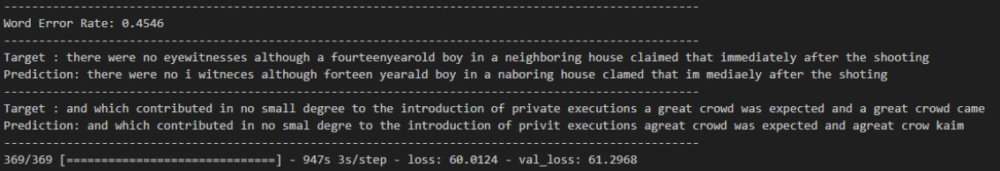 ----------------------------------------------------------------------------------------------------
Word Error Rate: 0.4546
----------------------------------------------------------------------------------------------------
Target : there were no eyewitnesses although a fourteenyearold boy in a neighboring house claimed that immediately after the shooting
Prediction: there were no i witneces although forteen yearald boy in a naboring house clamed that im mediaely after the shoting
----------------------------------------------------------------------------------------------------
Target : and which contributed in no small degree to the introduction of private executions a great crowd was expected and a great crowd came
Prediction: and which contributed in no smal degre to the introduction of privit executions agreat crowd was expected and agreat crow kaim
----------------------------------------------------------------------------------------------------
369/369 [==============================] - 947s 3s/step - loss: 60.0124 - val_loss: 61.2968